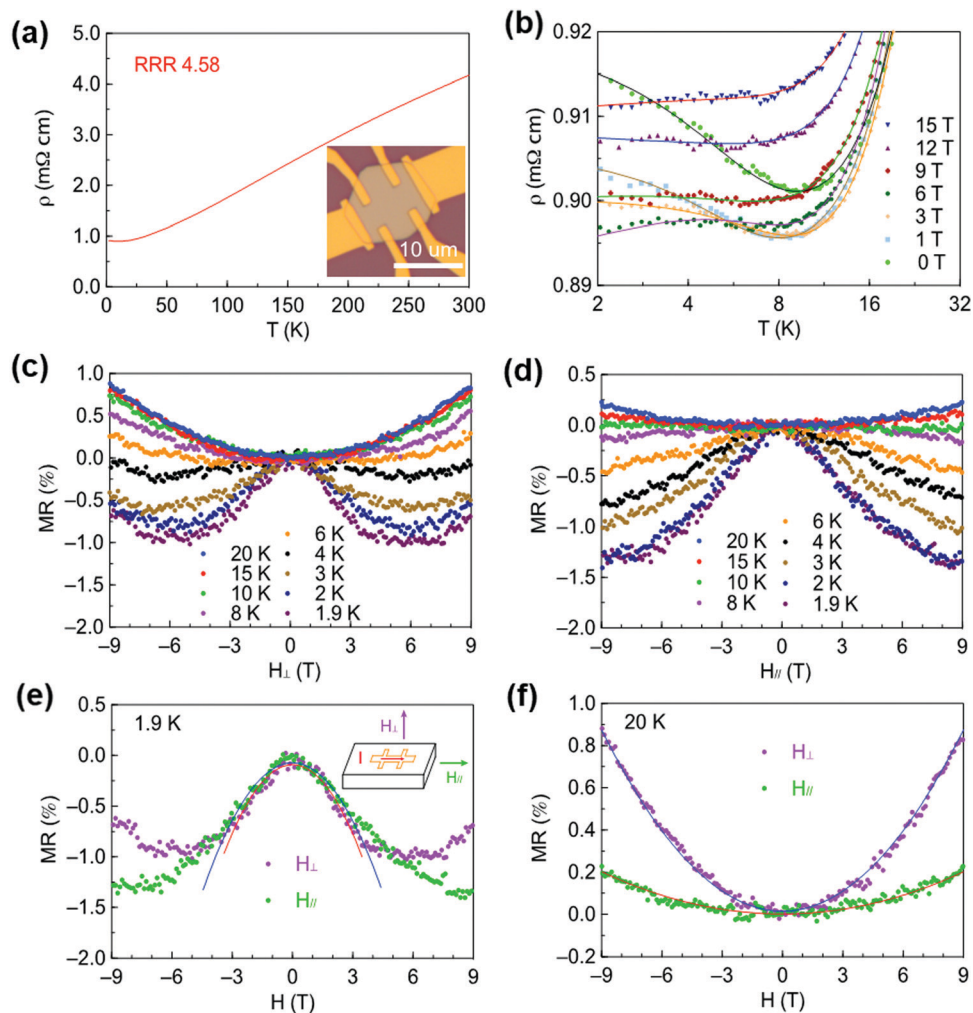 (a)
5.0
4.0
3.0
2.0
1.0
0.0
ρ (mΩ cm)
RRR 4.58
10 um
0 50 100 150 200 250 300
T (K)
(b)
0.92
0.91
0.90
0.89
ρ (mΩ cm)
15 T
12 T
9 T
6 T
3 T
1 T
0 T
2 4 8 16 32
T (K)
(c)
1.0
0.5
0.0
−0.5
−1.0
−1.5
−2.0
MR (%)
20 K
15 K
10 K
8 K
6 K
4 K
3 K
2 K
1.9 K
−9 −6 −3 0 3 6 9
H⊥ (T)
(d)
0.5
0.0
−0.5
−1.0
−1.5
−2.0
MR (%)
20 K
15 K
10 K
8 K
6 K
4 K
3 K
2 K
1.9 K
−9 −6 −3 0 3 6 9
H// (T)
(e)
0.5
0.0
−0.5
−1.0
−1.5
−2.0
MR (%)
1.9 K
H⊥
I
H//
H⊥
H//
−9 −6 −3 0 3 6 9
H (T)
(f)
1.0
0.8
0.6
0.4
0.2
0.0
−0.2
MR (%)
20 K
H⊥
H//
−9 −6 −3 0 3 6 9
H (T)